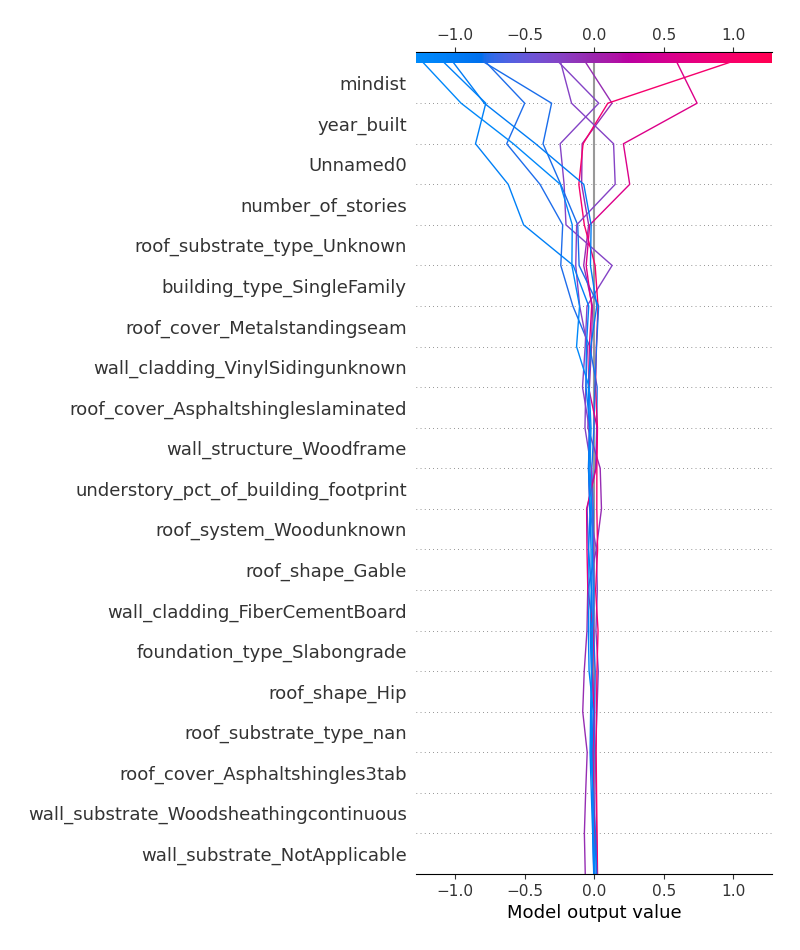 −1.0 −0.5 0.0 0.5 1.0
mindist
year_built
Unnamed0
number_of_stories
roof_substrate_type_Unknown
building_type_SingleFamily
roof_cover_Metalstandingseam
wall_cladding_VinylSidingunknown
roof_cover_Asphaltshingleslaminated
wall_structure_Woodframe
understory_pct_of_building_footprint
roof_system_Woodunknown
roof_shape_Gable
wall_cladding_FiberCementBoard
foundation_type_Slabongrade
roof_shape_Hip
roof_substrate_type_nan
roof_cover_Asphaltshingles3tab
wall_substrate_Woodsheathingcontinuous
wall_substrate_NotApplicable
−1.0 −0.5 0.0 0.5 1.0
Model output value